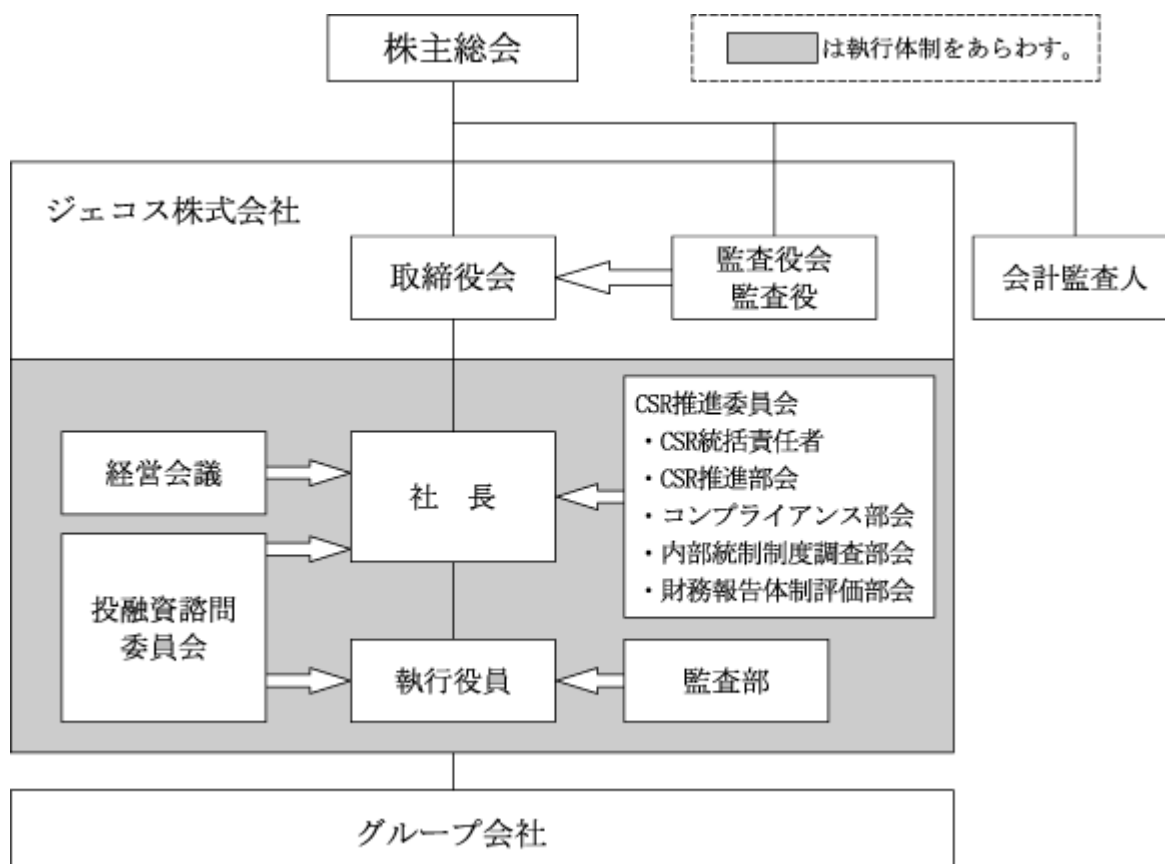 株主総会
は執行体制をあらわす。
ジェコス株式会社
取締役会
監査役会
監査役
会計監査人
経営会議
社　長
CSR推進委員会
・CSR統括責任者
・CSR推進部会
・コンプライアンス部会
・内部統制制度調査部会
・財務報告体制評価部会
投融資諮問
委員会
執行役員
監査部
グループ会社